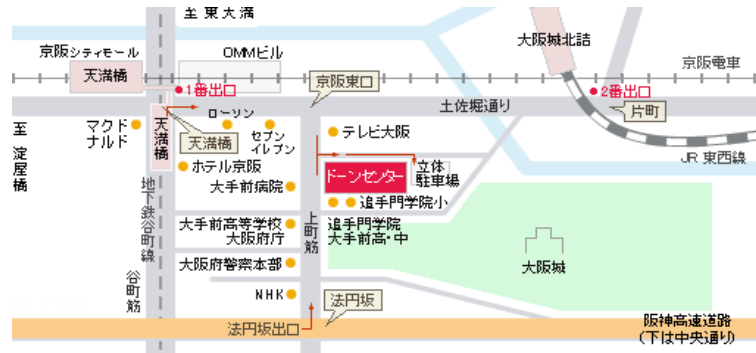 至 東天満
京阪シティモール
OMMビル
大阪城北詰
天満橋
1番出口
京阪東口
京阪電車
2番出口
土佐堀通り
片町
至 淀屋橋
マクド
ナルド
天満橋
天満橋
ローソン
セブン
イレブン
テレビ大阪
JR 東西線
ホテル京阪
ドーンセンター
立体
駐車場
大手前病院
追手門学院小
地下鉄谷町線
上町筋
大手前高等学校
大阪府庁
追手門学院
大手前高・中
大阪府警察本部
大阪城
谷町筋
NHK
法円坂
法円坂出口
阪神高速道路
(下は中央通り)